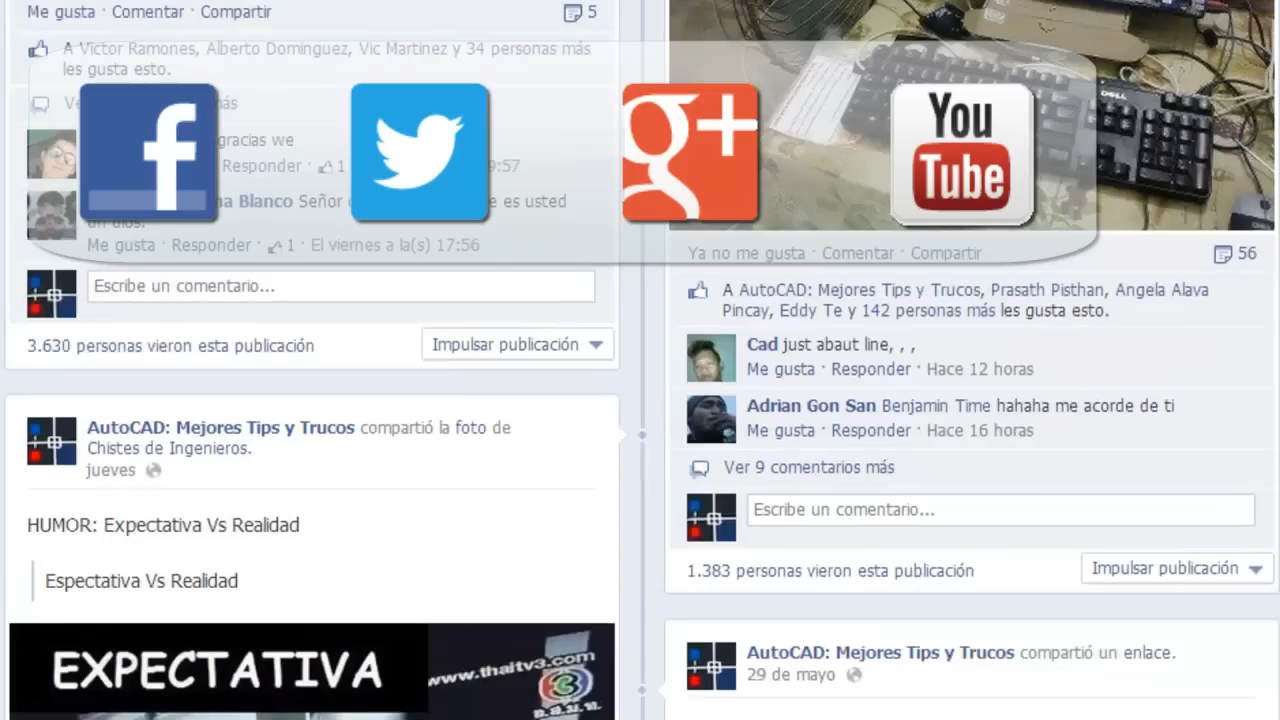 Me gusta · Comentar · Compartir
5
A Victor Ramones, Alberto Dominguez, Vic Martinez y 34 personas más
les gusta esto.
más
gracias we
Responder · 1
9:57
Blanco Señor
e es usted
un dios.
Me gusta · Responder · 1 · El viernes a la(s) 17:56
Escribe un comentario...
3.630 personas vieron esta publicación
Impulsar publicación
AutoCAD: Mejores Tips y Trucos compartió la foto de
Chistes de Ingenieros.
jueves
HUMOR: Expectativa Vs Realidad
Espectativa Vs Realidad
EXPECTATIVA
www.thaitv3.com
3
f
g+
You
Tube
DELL
Ya no me gusta · Comentar · Compartir
56
A AutoCAD: Mejores Tips y Trucos, Prasath Pisthan, Angela Alava
Pincay, Eddy Te y 142 personas más les gusta esto.
Cad just abaut line, , ,
Me gusta · Responder · Hace 12 horas
Adrian Gon San Benjamin Time hahaha me acorde de ti
Me gusta · Responder · Hace 16 horas
Ver 9 comentarios más
Escribe un comentario...
1.383 personas vieron esta publicación
Impulsar publicación
AutoCAD: Mejores Tips y Trucos compartió un enlace.
29 de mayo